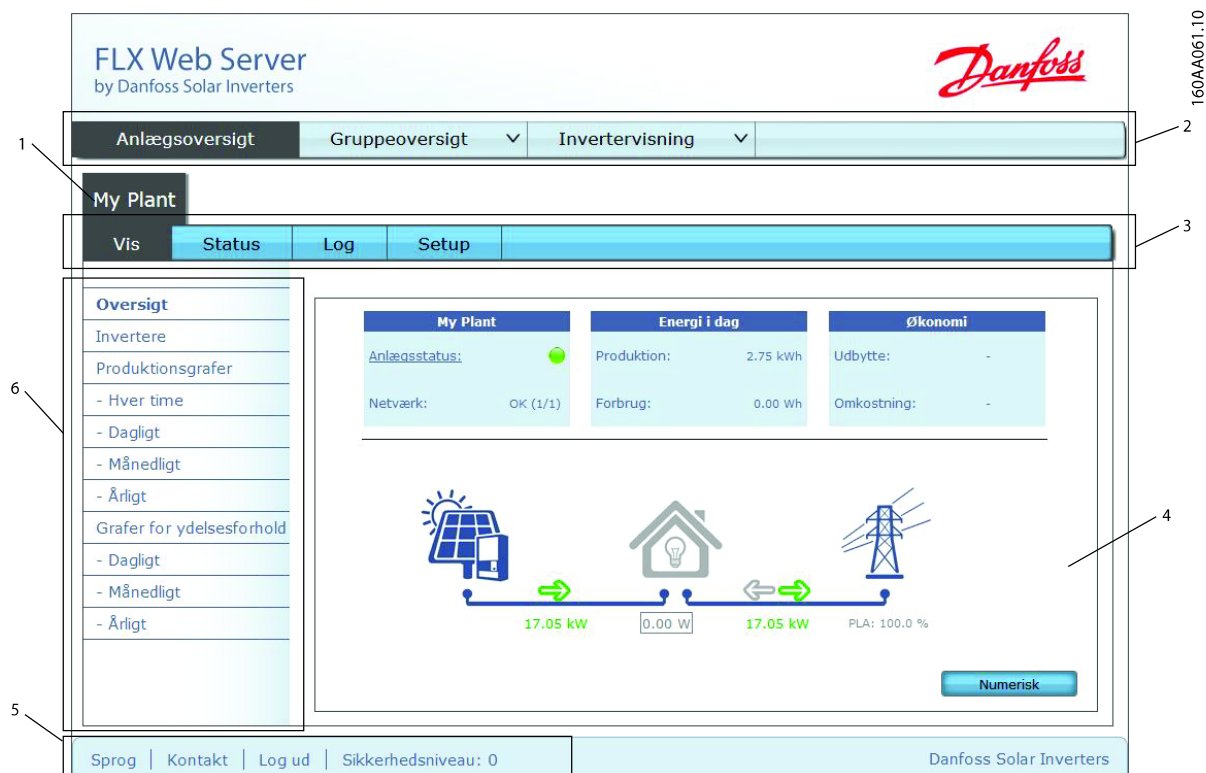 FLX Web Server
by Danfoss Solar Inverters
Danfoss
160AA061.10
Anlægsoversigt Gruppeoversigt Invertervisning
2
1
My Plant
Vis Status Log Setup
3
Oversigt
Invertere
Produktionsgrafer
- Hver time
- Dagligt
- Månedligt
- Årligt
Grafer for ydelsesforhold
- Dagligt
- Månedligt
- Årligt
6
My Plant
Anlægsstatus:
Netværk: OK (1/1)
Energi i dag
Produktion: 2.75 kWh
Forbrug: 0.00 Wh
Økonomi
Udbytte: -
Omkostning: -
4
17.05 kW 0.00 W 17.05 kW PLA: 100.0 %
Numerisk
5
Sprog | Kontakt | Log ud | Sikkerhedsniveau: 0
Danfoss Solar Inverters